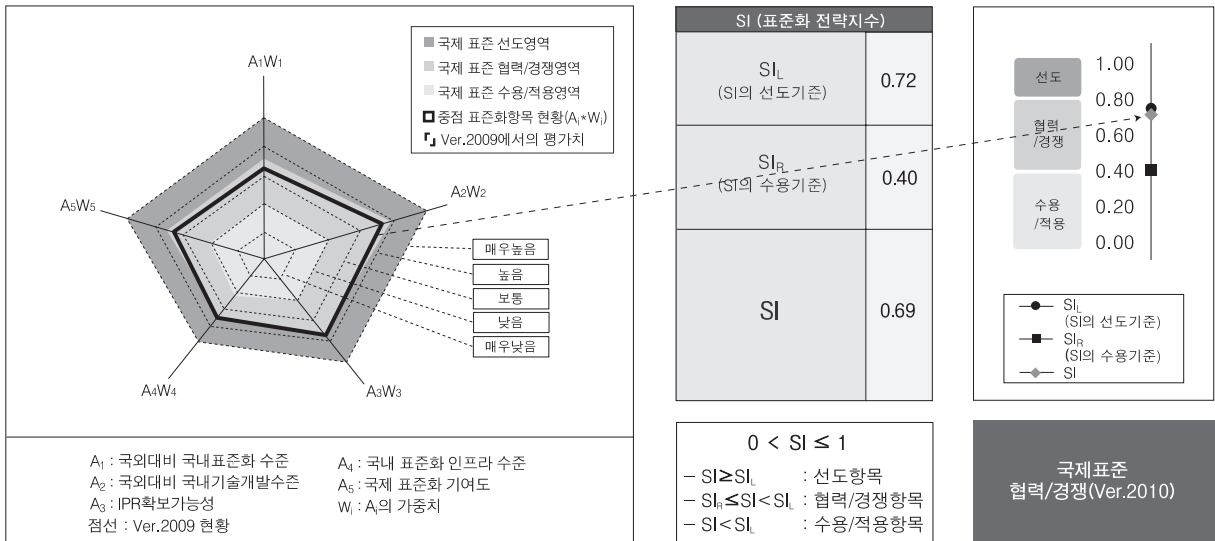 국제 표준 선도영역
국제 표준 협력/경쟁영역
국제 표준 수용/적용영역
중점 표준화항목 현황(Aᵢ*Wᵢ)
Ver.2009에서의 평가치
A₁W₁
A₂W₂
A₃W₃
A₄W₄
A₅W₅
매우높음
높음
보통
낮음
매우낮음
A₁ : 국외대비 국내표준화 수준
A₂ : 국외대비 국내기술개발수준
A₃ : IPR확보가능성
점선 : Ver.2009 현황
A₄ : 국내 표준화 인프라 수준
A₅ : 국제 표준화 기여도
Wᵢ : Aᵢ의 가중치
SI (표준화 전략지수)
SI_L
(SI의 선도기준)
0.72
SI_R
(SI의 수용기준)
0.40
SI
0.69
0 < SI ≤ 1
– SI≥SI_L : 선도항목
– SI_R≤SI<SI_L : 협력/경쟁항목
– SI<SI_L : 수용/적용항목
선도
협력
/경쟁
수용
/적용
1.00
0.80
0.60
0.40
0.20
0.00
SI_L
(SI의 선도기준)
SI_R
(SI의 수용기준)
SI
국제표준
협력/경쟁(Ver.2010)